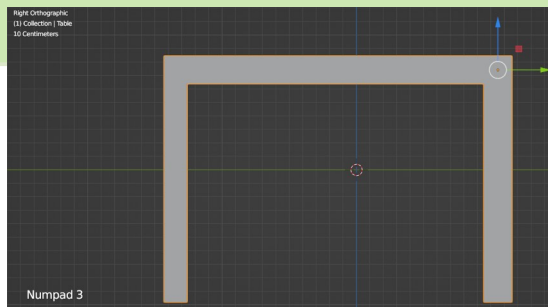 Right Orthographic
(1) Collection | Table
10 Centimeters
Numpad 3